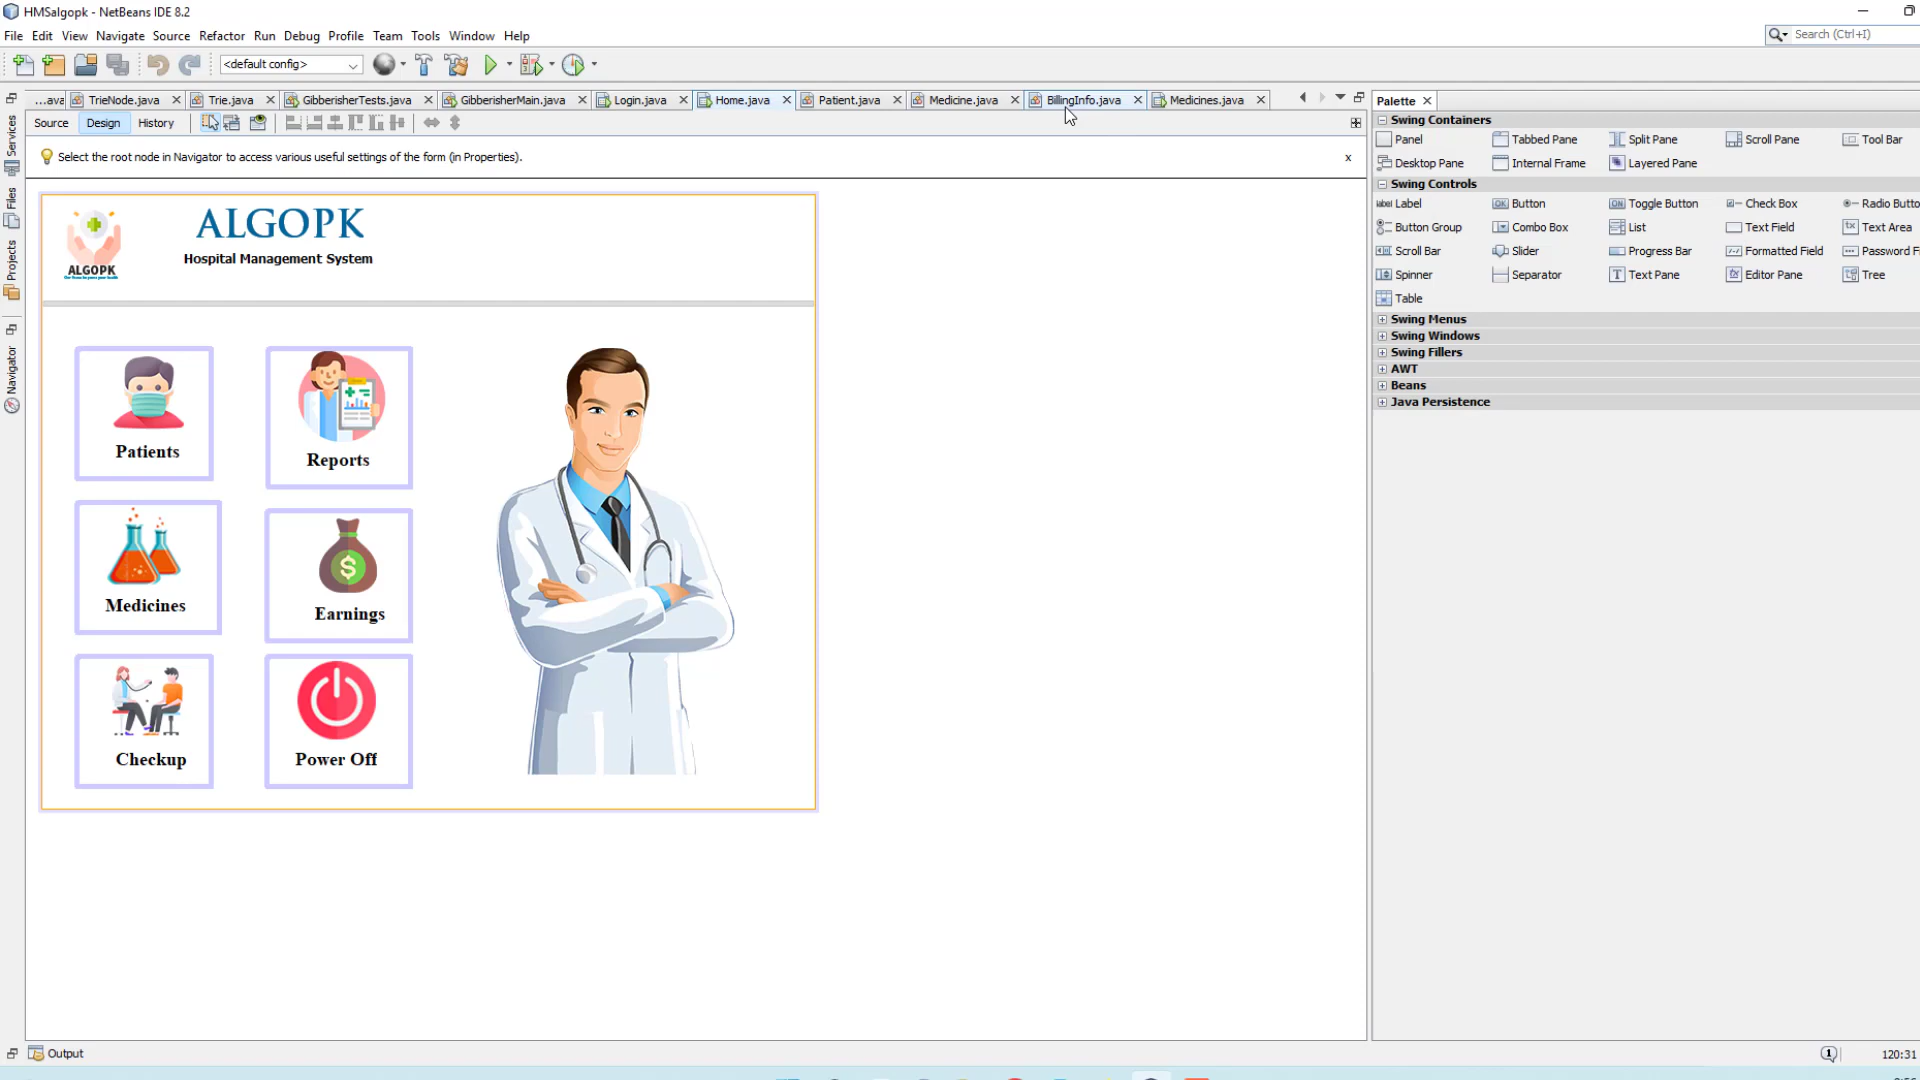 HMSalgopk - NetBeans IDE 8.2
File Edit View Navigate Source Refactor Run Debug Profile Team Tools Window Help
Search (Ctrl+I)
<default config>
...ava TrieNode.java Trie.java GibberisherTests.java GibberisherMain.java Login.java Home.java Patient.java Medicine.java BillingInfo.java Medicines.java
Palette
Source Design History
Select the root node in Navigator to access various useful settings of the form (in Properties).
x
Services
Files
Projects
Navigator
ALGOPK
ALGOPK
Hospital Management System
Patients
Reports
Medicines
Earnings
Checkup
Power Off
Swing Containers
Panel Tabbed Pane Split Pane Scroll Pane Tool Bar
Desktop Pane Internal Frame Layered Pane
Swing Controls
Label Button Toggle Button Check Box Radio Butto
Button Group Combo Box List Text Field Text Area
Scroll Bar Slider Progress Bar Formatted Field Password F
Spinner Separator Text Pane Editor Pane Tree
Table
Swing Menus
Swing Windows
Swing Fillers
AWT
Beans
Java Persistence
Output
1
120:31